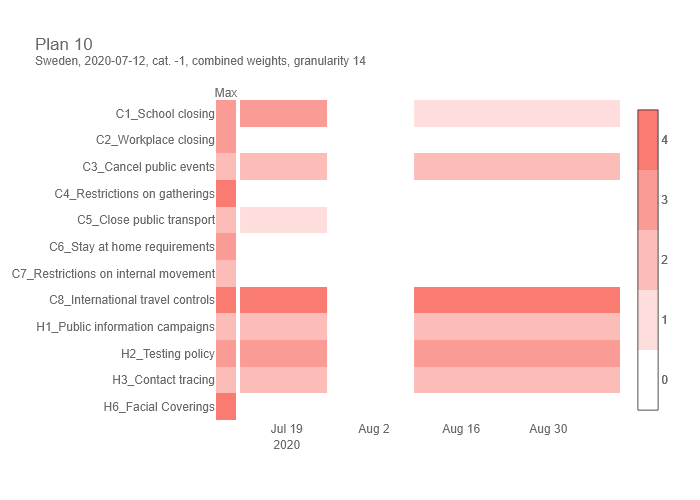 Plan 10
Sweden, 2020-07-12, cat. -1, combined weights, granularity 14
Max
C1_School closing
C2_Workplace closing
C3_Cancel public events
C4_Restrictions on gatherings
C5_Close public transport
C6_Stay at home requirements
C7_Restrictions on internal movement
C8_International travel controls
H1_Public information campaigns
H2_Testing policy
H3_Contact tracing
H6_Facial Coverings
Jul 19
2020
Aug 2
Aug 16
Aug 30
4
3
2
1
0